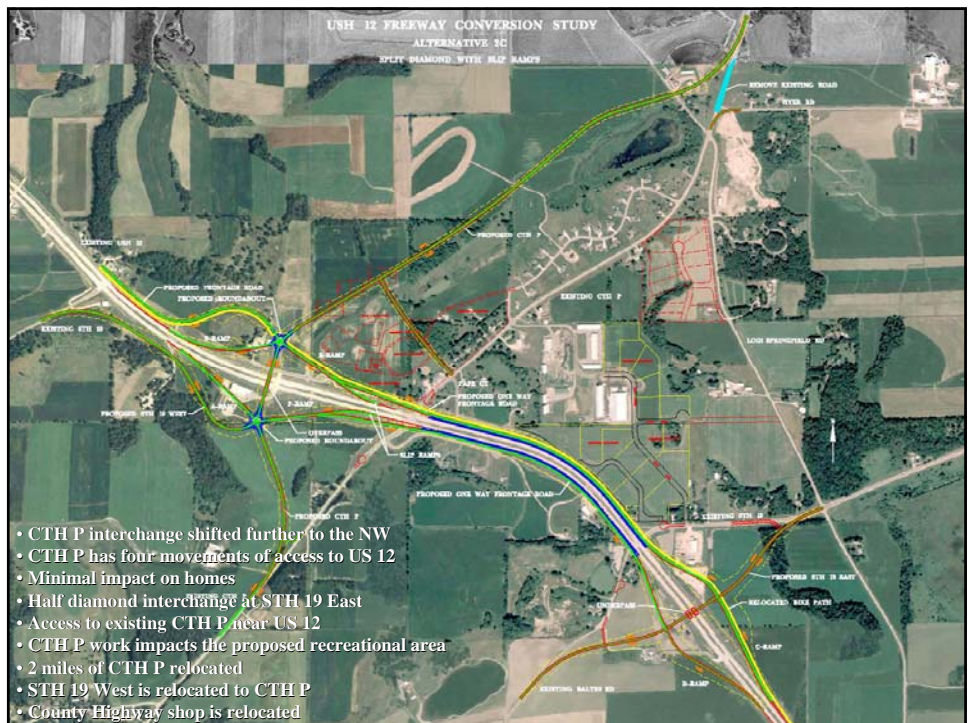 USH 12 FREEWAY CONVERSION STUDY
ALTERNATIVE 2C
SPLIT DIAMOND WITH SLIP RAMPS
REMOVE EXISTING ROAD
HYER RD
PROPOSED CTH P
EXISTING USH 12
PROPOSED FRONTAGE ROAD
PROPOSED ROUNDABOUT
EXISTING CTH P
EXISTING STH 19
LODI SPRINGFIELD RD
PROPOSED ONE WAY
FRONTAGE ROAD
PROPOSED STH 19 WEST
OVERPASS
PROPOSED ROUNDABOUT
SLIP RAMPS
PROPOSED ONE WAY FRONTAGE ROAD
PROPOSED CTH P
EXISTING STH 19
PROPOSED STH 19 EAST
UNDERPASS
RELOCATED BIKE PATH
C-RAMP
EXISTING BALTES RD
D-RAMP
• CTH P interchange shifted further to the NW
• CTH P has four movements of access to US 12
• Minimal impact on homes
• Half diamond interchange at STH 19 East
• Access to existing CTH P near US 12
• CTH P work impacts the proposed recreational area
• 2 miles of CTH P relocated
• STH 19 West is relocated to CTH P
• County Highway shop is relocated